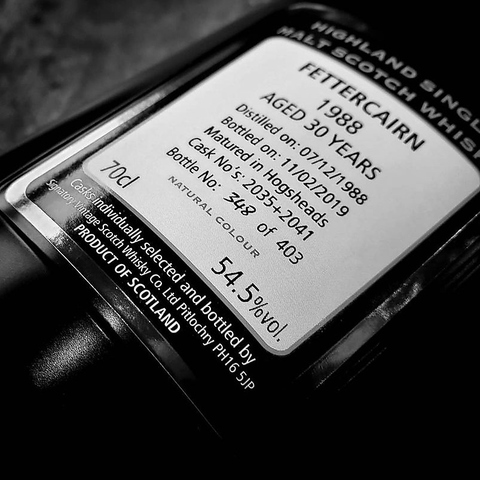 HIGHLAND SINGLE
MALT SCOTCH WHISK
FETTERCAIRN
1988
AGED 30 YEARS
Distilled on: 07/12/1988
Bottled on: 11/02/2019
Matured in Hogsheads
Cask No's: 2035+2041
Bottle No: 348 of 403
NATURAL COLOUR
70cl
54.5%vol.
Casks individually selected and bottled by
Signatory Vintage Scotch Whisky Co. Ltd Pitlochry PH16 5JP
PRODUCT OF SCOTLAND